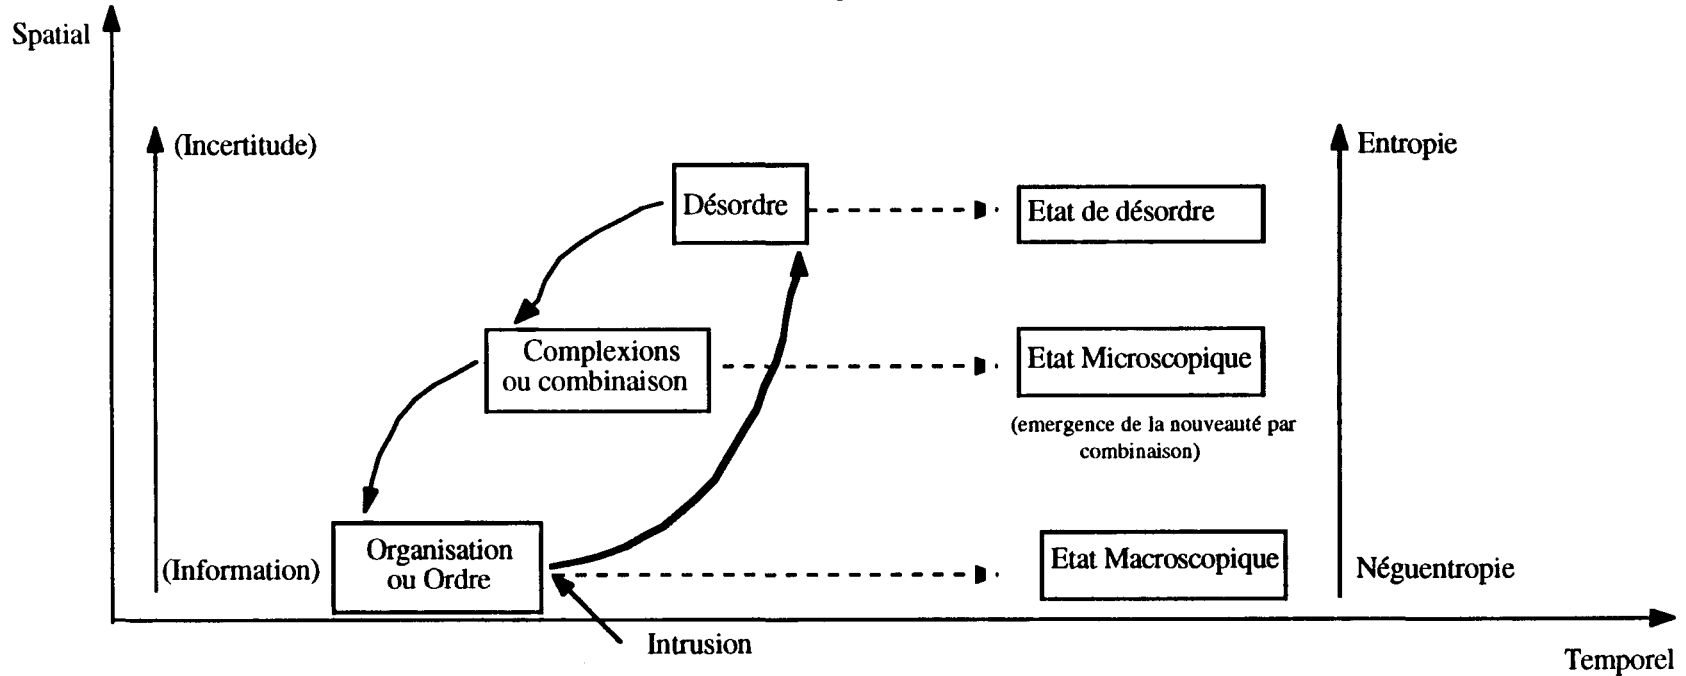 Spatial
(Incertitude)
Entropie
Désordre
Etat de désordre
Complexions
ou combinaison
Etat Microscopique
(emergence de la nouveauté par
combinaison)
Organisation
ou Ordre
(Information)
Etat Macroscopique
Néguentropie
Intrusion
Temporel